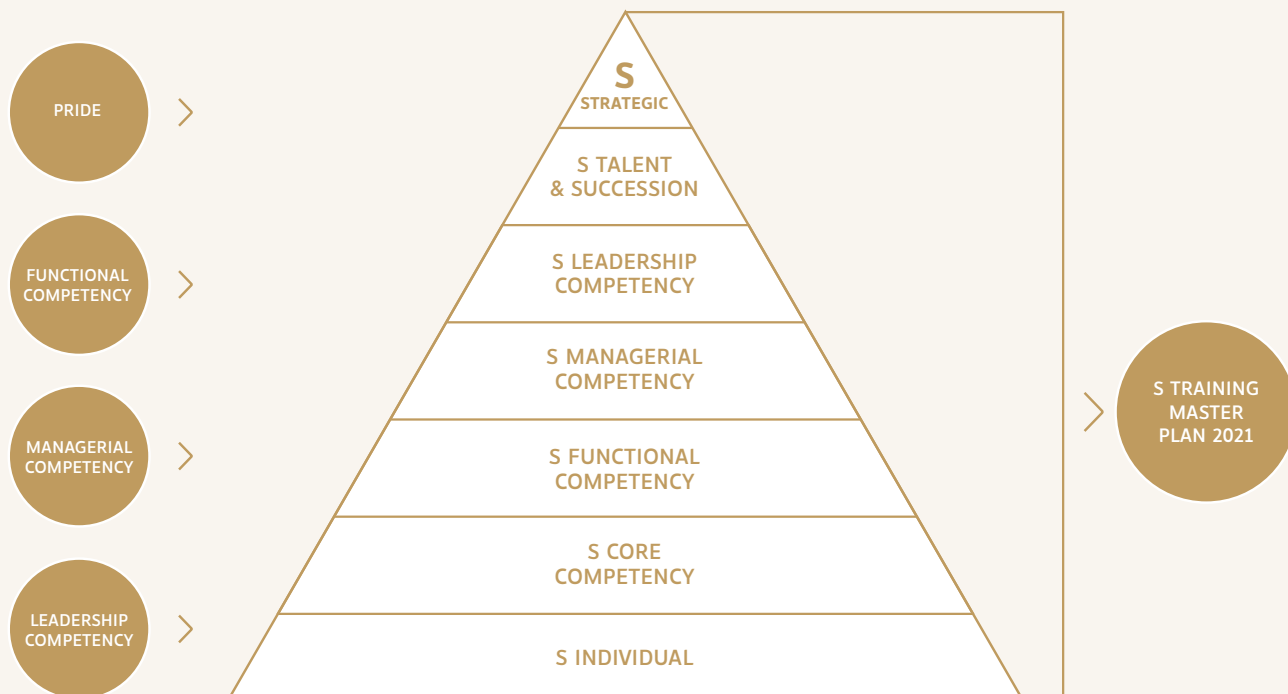 PRIDE
FUNCTIONAL
COMPETENCY
MANAGERIAL
COMPETENCY
LEADERSHIP
COMPETENCY
S
STRATEGIC
S TALENT
& SUCCESSION
S LEADERSHIP
COMPETENCY
S MANAGERIAL
COMPETENCY
S FUNCTIONAL
COMPETENCY
S CORE
COMPETENCY
S INDIVIDUAL
S TRAINING
MASTER
PLAN 2021